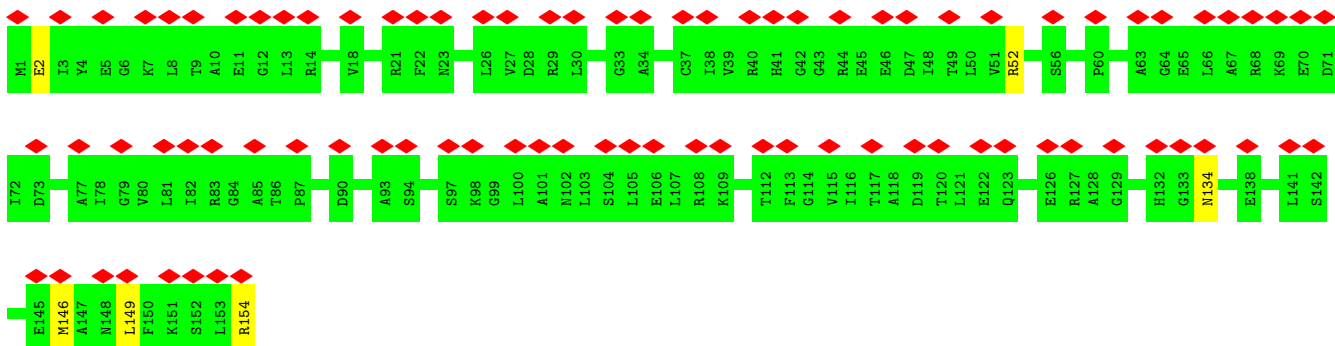 M1 E2 I3 Y4 E5 G6 K7 L8 T9 A10 E11 G12 L13 R14 V18 R21 F22 N23 L26 V27 D28 R29 L30 G33 A34 C37 I38 V39 R40 H41 G42 G43 R44 E45 E46 D47 I48 T49 L50 V51 R52 S56 P60 A63 G64 E65 L66 A67 R68 K69 E70 D71
I72 D73 A77 I78 G79 V80 L81 I82 R83 G84 A85 T86 P87 D90 A93 S94 S97 K98 G99 L100 A101 N102 L103 S104 L105 E106 L107 R108 K109 T112 F113 G114 V115 I116 T117 A118 D119 T120 L121 E122 Q123 E126 R127 A128 G129 H132 G133 N134 E138 L141 S142
E145 M146 A147 N148 L149 F150 K151 S152 L153 R154